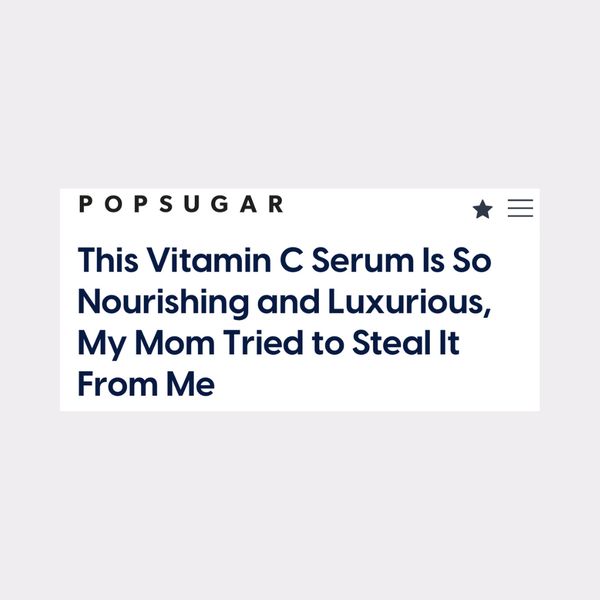 POPSUGAR
This Vitamin C Serum Is So
Nourishing and Luxurious,
My Mom Tried to Steal It
From Me